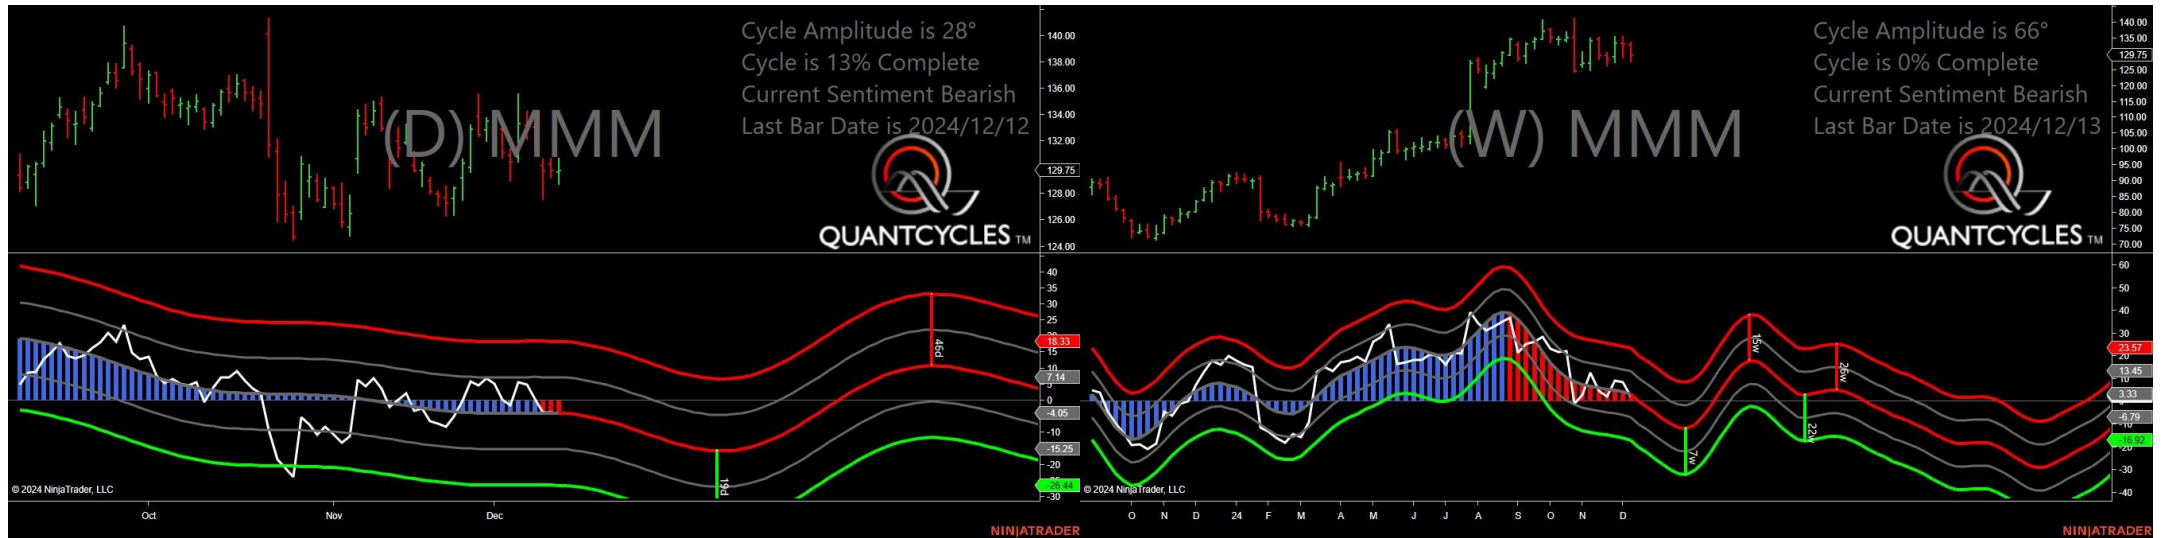 Cycle Amplitude is 28°
Cycle is 13% Complete
Current Sentiment Bearish
Last Bar Date is 2024/12/12
(D) MMM
QUANTCYCLES TM
140.00
138.00
136.00
134.00
132.00
129.75
128.00
126.00
124.00
40
35
30
25
18.33
15
10
7.14
0
-4.05
-10
-15.25
-20
-26.44
-30
46d
19d
© 2024 NinjaTrader, LLC
Oct Nov Dec
NINJATRADER
Cycle Amplitude is 66°
Cycle is 0% Complete
Current Sentiment Bearish
Last Bar Date is 2024/12/13
(W) MMM
QUANTCYCLES TM
140.00
135.00
129.75
125.00
120.00
115.00
110.00
105.00
100.00
95.00
90.00
85.00
80.00
75.00
70.00
60
50
40
30
23.57
13.45
3.33
-6.79
-16.92
-30
-40
15w
26w
7w
22w
© 2024 NinjaTrader, LLC
O N D 24 F M A M J J A S O N D
NINJATRADER